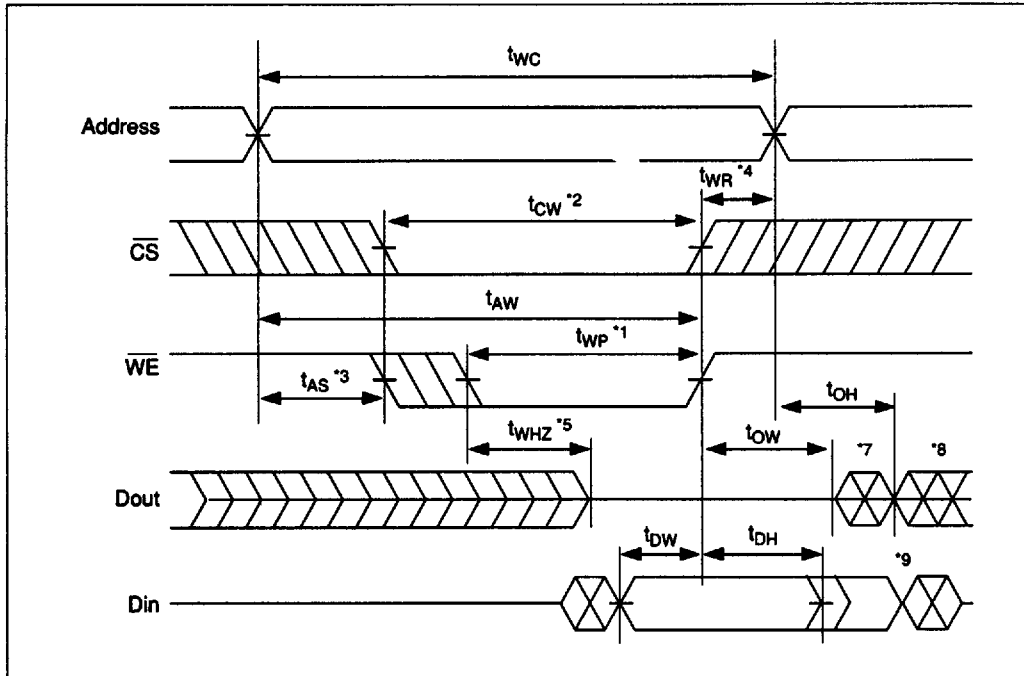 tWC
Address
tWR *4
tCW *2
CS
tAW
tWP *1
WE
tAS *3
tOH
tWHZ *5
tOW
*7
*8
Dout
tDW
tDH
*9
Din